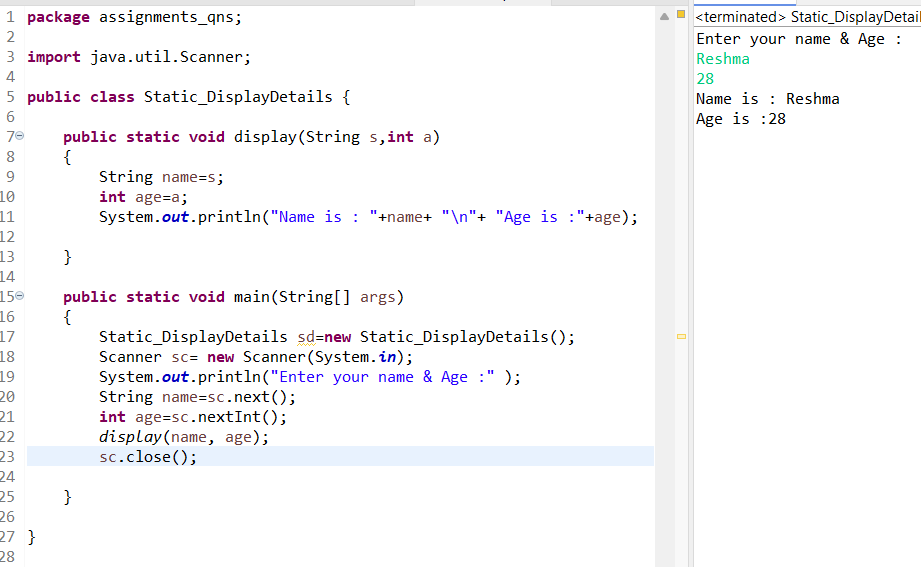 1 package assignments_qns;
2
3 import java.util.Scanner;
4
5 public class Static_DisplayDetails {
6
7 public static void display(String s,int a)
8 {
9 String name=s;
10 int age=a;
11 System.out.println("Name is : "+name+ "\n"+ "Age is :"+age);
12
13 }
14
15 public static void main(String[] args)
16 {
17 Static_DisplayDetails sd=new Static_DisplayDetails();
18 Scanner sc= new Scanner(System.in);
19 System.out.println("Enter your name & Age :" );
20 String name=sc.next();
21 int age=sc.nextInt();
22 display(name, age);
23 sc.close();
24
25 }
26
27 }
28
<terminated> Static_DisplayDetail
Enter your name & Age :
Reshma
28
Name is : Reshma
Age is :28